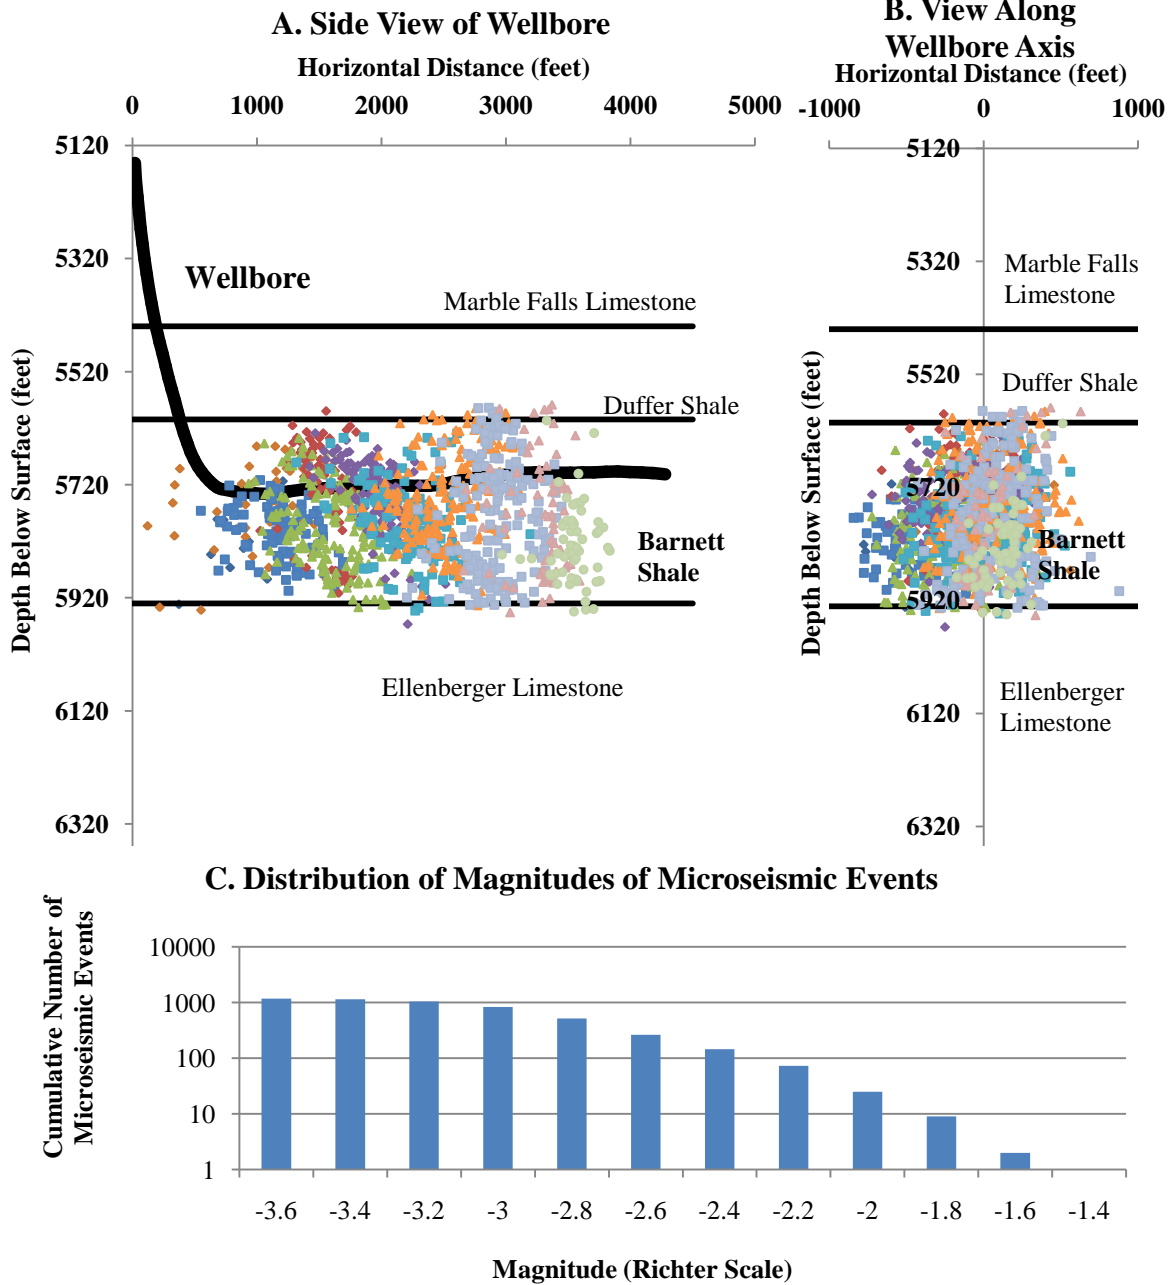 A. Side View of Wellbore
Horizontal Distance (feet)
0 1000 2000 3000 4000 5000
5120
5320
5520
5720
5920
6120
6320
Depth Below Surface (feet)
Wellbore
Marble Falls Limestone
Duffer Shale
Barnett
Shale
Ellenberger Limestone
B. View Along
Wellbore Axis
Horizontal Distance (feet)
-1000 0 1000
5120
5320
5520
5720
5920
6120
6320
Depth Below Surface (feet)
Marble Falls
Limestone
Duffer Shale
Barnett
Shale
Ellenberger
Limestone
C. Distribution of Magnitudes of Microseismic Events
Cumulative Number of
Microseismic Events
10000
1000
100
10
1
-3.6 -3.4 -3.2 -3 -2.8 -2.6 -2.4 -2.2 -2 -1.8 -1.6 -1.4
Magnitude (Richter Scale)